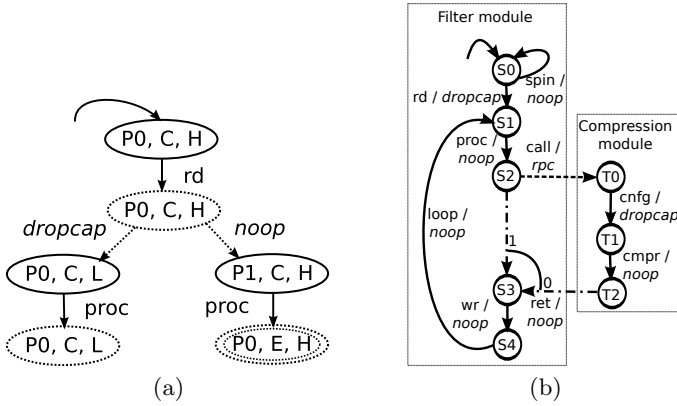 P0, C, H
rd
P0, C, H
dropcap
noop
P0, C, L
P1, C, H
proc
proc
P0, C, L
P0, E, H
(a)
Filter module
S0
spin /
noop
rd / dropcap
S1
proc /
noop
call /
rpc
S2
loop /
noop
1
0
S3
ret /
noop
wr /
noop
S4
Compression
module
T0
cnfg /
dropcap
T1
cmpr /
noop
T2
(b)